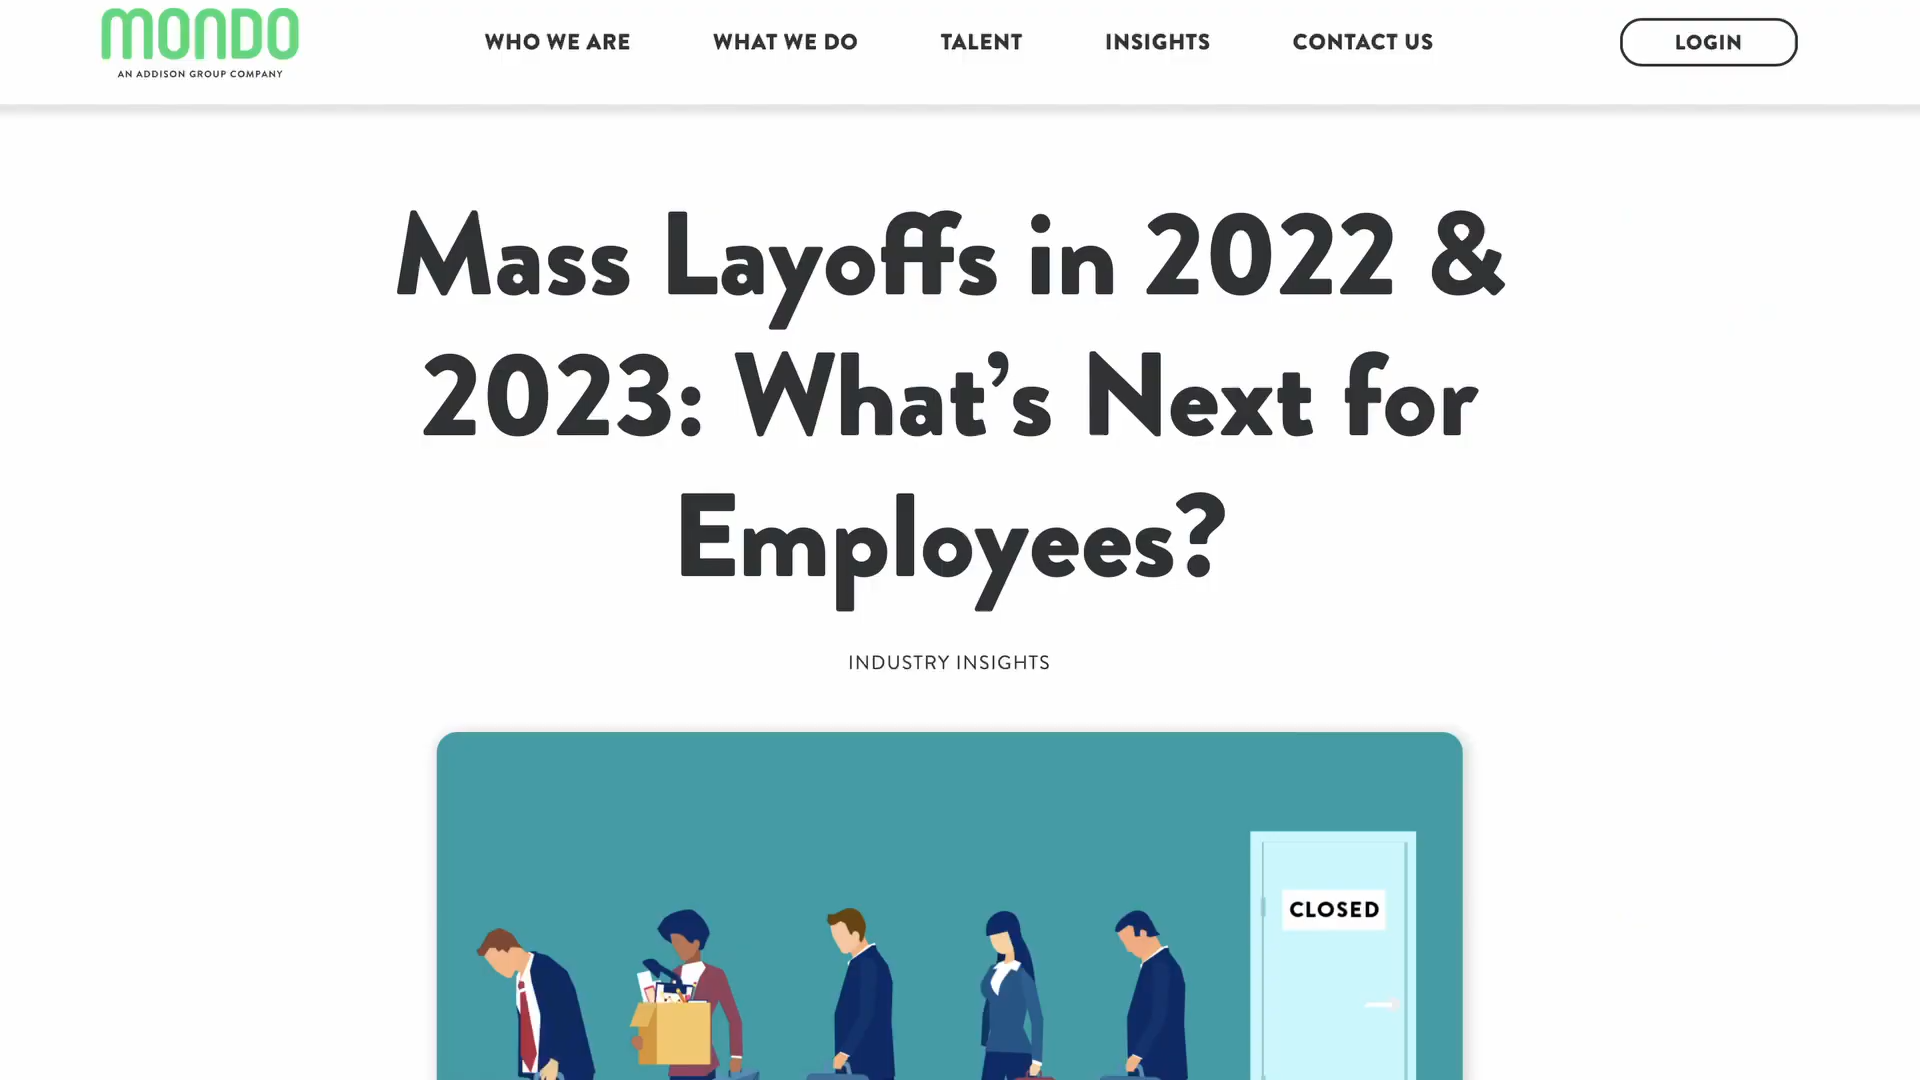 MONDO
AN ADDISON GROUP COMPANY
WHO WE ARE
WHAT WE DO
TALENT
INSIGHTS
CONTACT US
LOGIN
Mass Layoffs in 2022 &
2023: What’s Next for
Employees?
INDUSTRY INSIGHTS
CLOSED